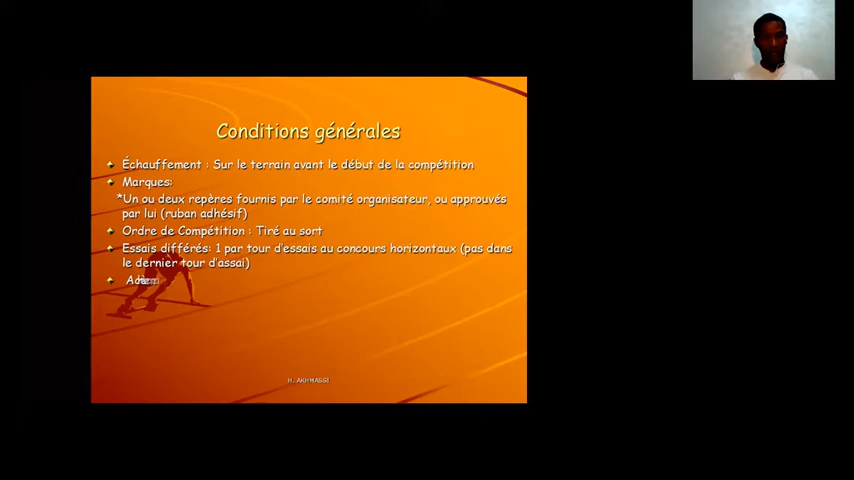 Conditions générales
Échauffement : Sur le terrain avant le début de la compétition
Marques:
*Un ou deux repères fournis par le comité organisateur, ou approuvés
par lui (ruban adhésif)
Ordre de Compétition : Tiré au sort
Essais différés: 1 par tour d'essais au concours horizontaux (pas dans
le dernier tour d'assai)
H. AKHMASSI